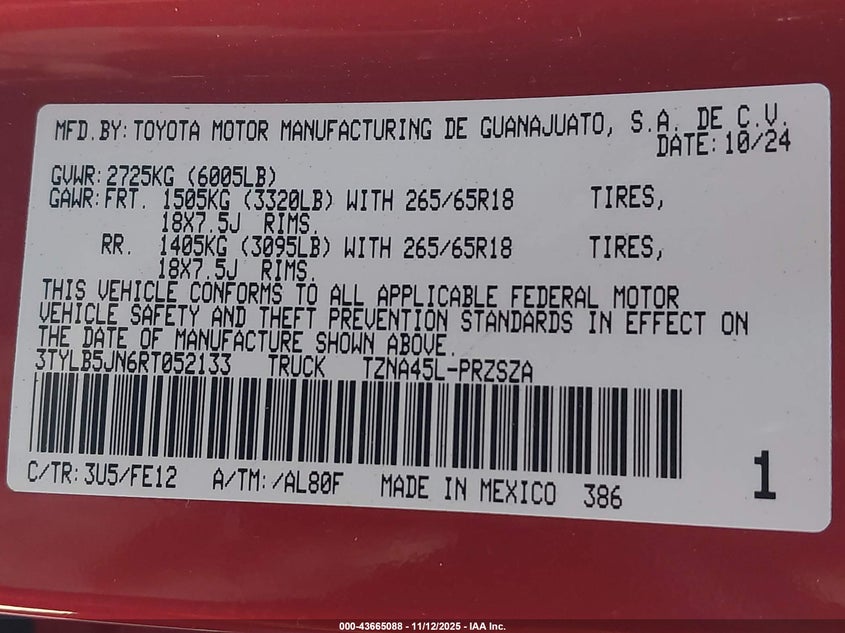 MFD.BY:TOYOTA MOTOR MANUFACTURING DE GUANAJUATO, S.A. DE C.V.
DATE:10/24
GVWR:2725KG (6005LB)
GAWR:FRT. 1505KG (3320LB) WITH 265/65R18 TIRES,
18X7.5J RIMS.
RR. 1405KG (3095LB) WITH 265/65R18 TIRES,
18X7.5J RIMS.
THIS VEHICLE CONFORMS TO ALL APPLICABLE FEDERAL MOTOR
VEHICLE SAFETY AND THEFT PREVENTION STANDARDS IN EFFECT ON
THE DATE OF MANUFACTURE SHOWN ABOVE.
3TYLB5JN6RT052133 TRUCK TZNA45L-PRZSZA
C/TR:3U5/FE12 A/TM:/AL80F MADE IN MEXICO 386
1
000-43665088 - 11/12/2025 - IAA Inc.